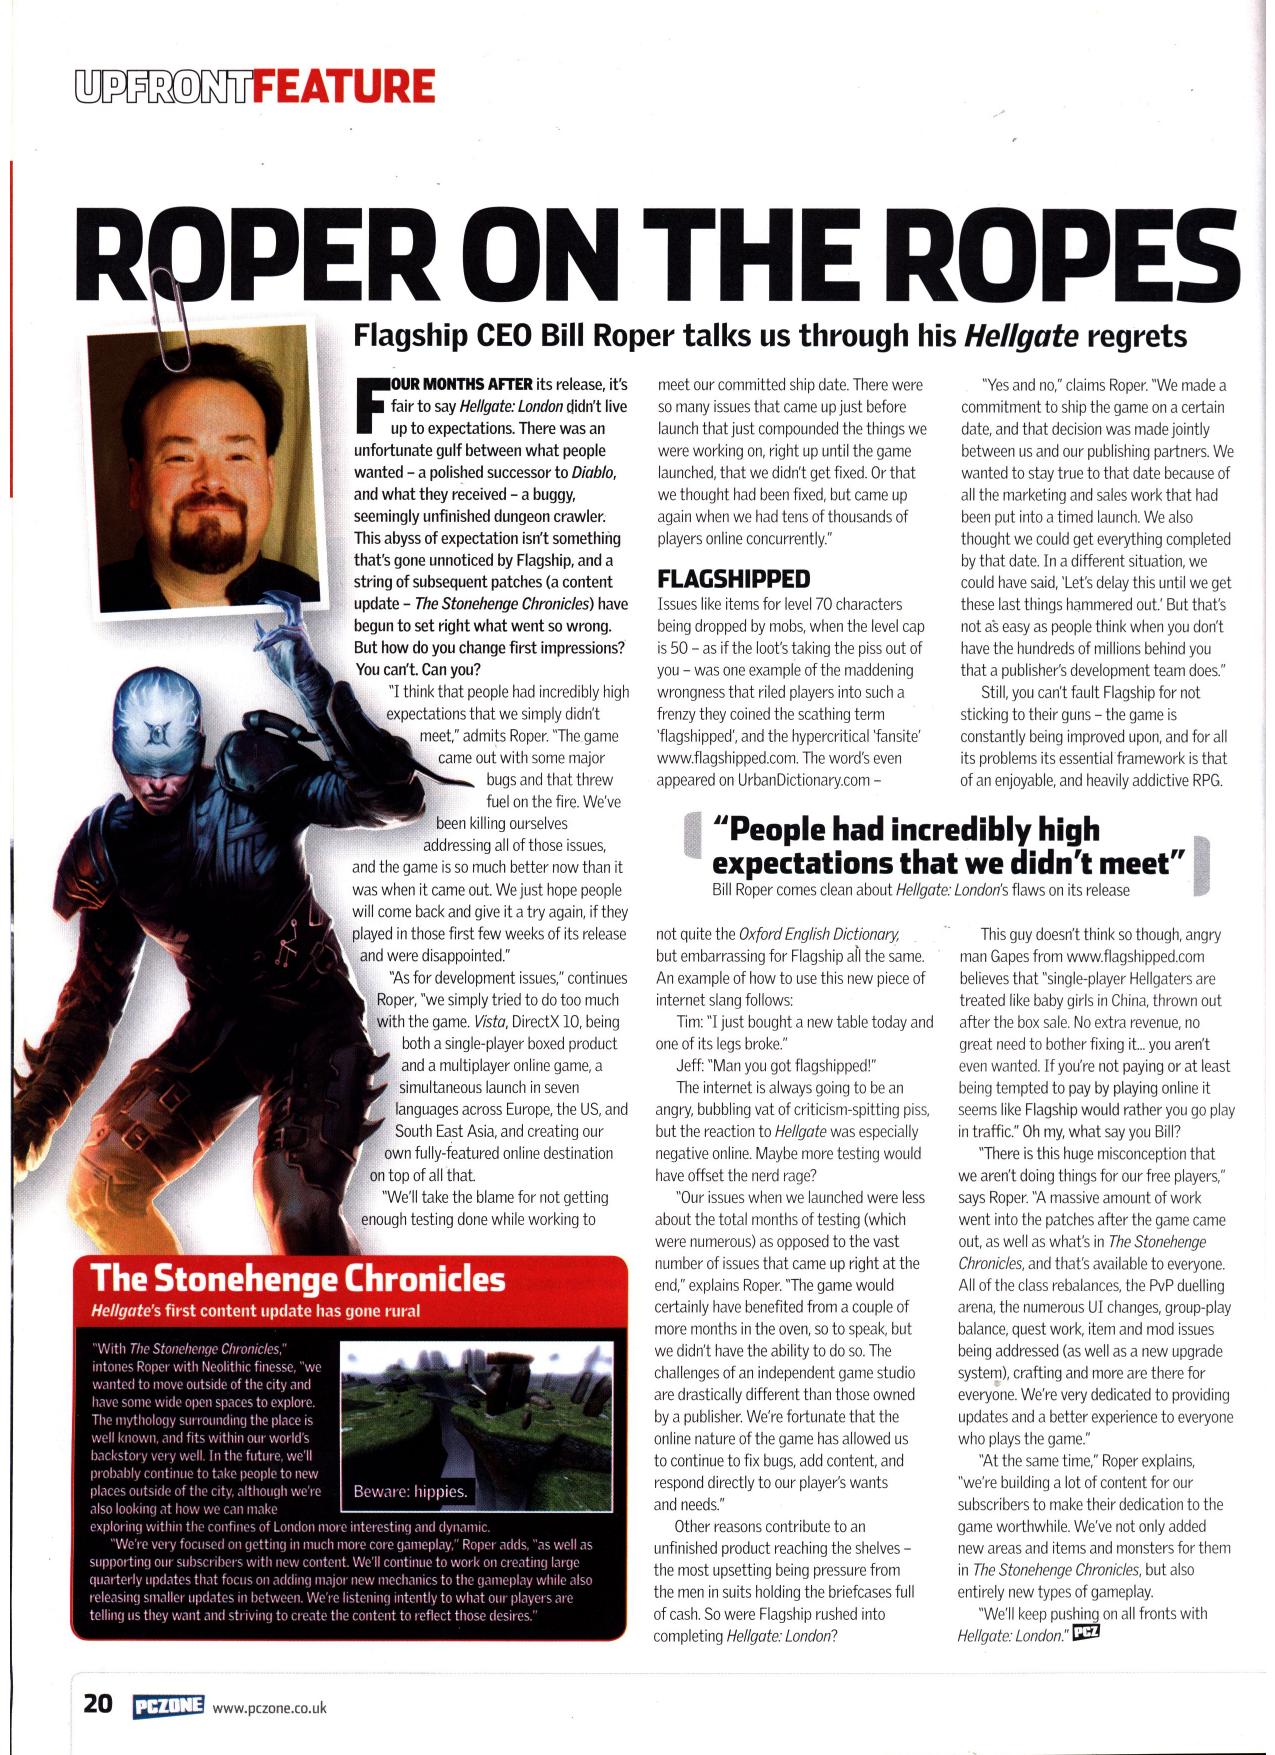 UPFRONTFEATURE
ROPER ON THE ROPES
Flagship CEO Bill Roper talks us through his Hellgate regrets
FOUR MONTHS AFTER its release, it's
fair to say Hellgate: London didn't live
up to expectations. There was an
unfortunate gulf between what people
wanted – a polished successor to Diablo,
and what they received – a buggy,
seemingly unfinished dungeon crawler.
This abyss of expectation isn't something
that's gone unnoticed by Flagship, and a
string of subsequent patches (a content
update – The Stonehenge Chronicles) have
begun to set right what went so wrong.
But how do you change first impressions?
You can't. Can you?
"I think that people had incredibly high
expectations that we simply didn't
meet," admits Roper. "The game
came out with some major
bugs and that threw
fuel on the fire. We've
been killing ourselves
addressing all of those issues,
and the game is so much better now than it
was when it came out. We just hope people
will come back and give it a try again, if they
played in those first few weeks of its release
and were disappointed."
"As for development issues," continues
Roper, "we simply tried to do too much
with the game. Vista, DirectX 10, being
both a single-player boxed product
and a multiplayer online game, a
simultaneous launch in seven
languages across Europe, the US, and
South East Asia, and creating our
own fully-featured online destination
on top of all that.
"We'll take the blame for not getting
enough testing done while working to
meet our committed ship date. There were
so many issues that came up just before
launch that just compounded the things we
were working on, right up until the game
launched, that we didn't get fixed. Or that
we thought had been fixed, but came up
again when we had tens of thousands of
players online concurrently."
FLAGSHIPPED
Issues like items for level 70 characters
being dropped by mobs, when the level cap
is 50 – as if the loot's taking the piss out of
you – was one example of the maddening
wrongness that riled players into such a
frenzy they coined the scathing term
'flagshipped', and the hypercritical 'fansite'
www.flagshipped.com. The word's even
appeared on UrbanDictionary.com –
not quite the Oxford English Dictionary,
but embarrassing for Flagship all the same.
An example of how to use this new piece of
internet slang follows:
Tim: "I just bought a new table today and
one of its legs broke."
Jeff: "Man you got flagshipped!"
The internet is always going to be an
angry, bubbling vat of criticism-spitting piss,
but the reaction to Hellgate was especially
negative online. Maybe more testing would
have offset the nerd rage?
"Our issues when we launched were less
about the total months of testing (which
were numerous) as opposed to the vast
number of issues that came up right at the
end," explains Roper. "The game would
certainly have benefited from a couple of
more months in the oven, so to speak, but
we didn't have the ability to do so. The
challenges of an independent game studio
are drastically different than those owned
by a publisher. We're fortunate that the
online nature of the game has allowed us
to continue to fix bugs, add content, and
respond directly to our player's wants
and needs."
Other reasons contribute to an
unfinished product reaching the shelves –
the most upsetting being pressure from
the men in suits holding the briefcases full
of cash. So were Flagship rushed into
completing Hellgate: London?
"Yes and no," claims Roper. "We made a
commitment to ship the game on a certain
date, and that decision was made jointly
between us and our publishing partners. We
wanted to stay true to that date because of
all the marketing and sales work that had
been put into a timed launch. We also
thought we could get everything completed
by that date. In a different situation, we
could have said, 'Let's delay this until we get
these last things hammered out.' But that's
not as easy as people think when you don't
have the hundreds of millions behind you
that a publisher's development team does."
Still, you can't fault Flagship for not
sticking to their guns – the game is
constantly being improved upon, and for all
its problems its essential framework is that
of an enjoyable, and heavily addictive RPG.
"People had incredibly high
expectations that we didn't meet"
Bill Roper comes clean about Hellgate: London's flaws on its release
This guy doesn't think so though, angry
man Gapes from www.flagshipped.com
believes that "single-player Hellgaters are
treated like baby girls in China, thrown out
after the box sale. No extra revenue, no
great need to bother fixing it... you aren't
even wanted. If you're not paying or at least
being tempted to pay by playing online it
seems like Flagship would rather you go play
in traffic." Oh my, what say you Bill?
"There is this huge misconception that
we aren't doing things for our free players,"
says Roper. "A massive amount of work
went into the patches after the game came
out, as well as what's in The Stonehenge
Chronicles, and that's available to everyone.
All of the class rebalances, the PvP duelling
arena, the numerous UI changes, group-play
balance, quest work, item and mod issues
being addressed (as well as a new upgrade
system), crafting and more are there for
everyone. We're very dedicated to providing
updates and a better experience to everyone
who plays the game."
"At the same time," Roper explains,
"we're building a lot of content for our
subscribers to make their dedication to the
game worthwhile. We've not only added
new areas and items and monsters for them
in The Stonehenge Chronicles, but also
entirely new types of gameplay.
"We'll keep pushing on all fronts with
Hellgate: London." PCZ
The Stonehenge Chronicles
Hellgate's first content update has gone rural
"With The Stonehenge Chronicles,"
intones Roper with Neolithic finesse, "we
wanted to move outside of the city and
have some wide open spaces to explore.
The mythology surrounding the place is
well known, and fits within our world's
backstory very well. In the future, we'll
probably continue to take people to new
places outside of the city, although we're
also looking at how we can make
exploring within the confines of London more interesting and dynamic.
"We're very focused on getting in much more core gameplay," Roper adds, "as well as
supporting our subscribers with new content. We'll continue to work on creating large
quarterly updates that focus on adding major new mechanics to the gameplay while also
releasing smaller updates in between. We're listening intently to what our players are
telling us they want and striving to create the content to reflect those desires."
Beware: hippies.
20 PCZONE www.pczone.co.uk